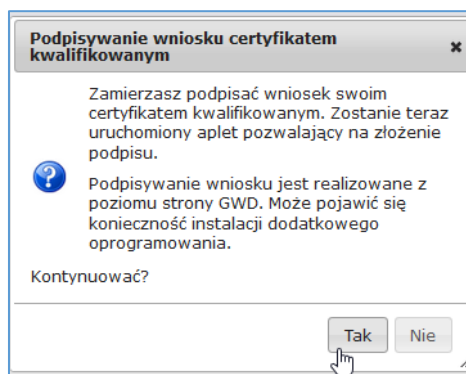 Podpisywanie wniosku certyfikatem
kwalifikowanym
Zamierzasz podpisać wniosek swoim
certyfikatem kwalifikowanym. Zostanie teraz
uruchomiony aplet pozwalający na złożenie
podpisu.
Podpisywanie wniosku jest realizowane z
poziomu strony GWD. Może pojawić się
konieczność instalacji dodatkowego
oprogramowania.
Kontynuować?
Tak Nie